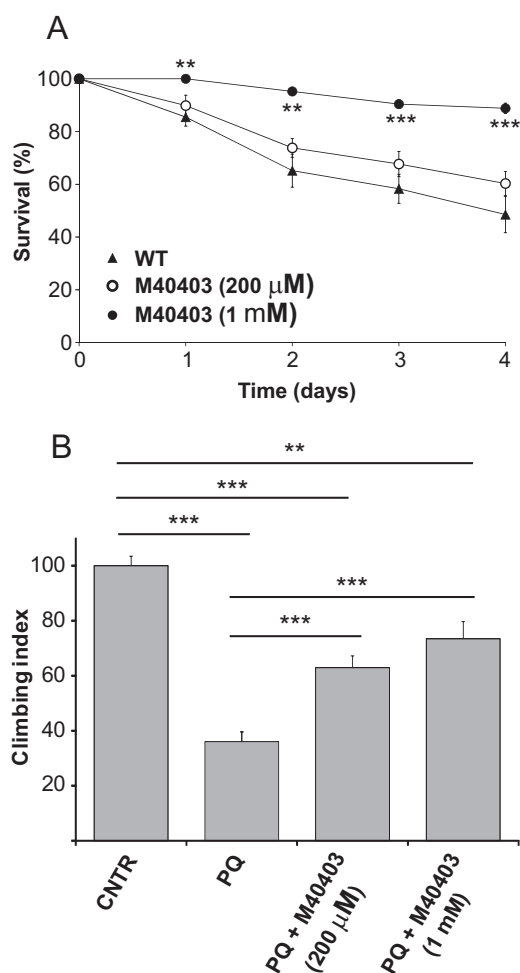 A
**
**
***
***
100
80
60
40
20
0
Survival (%)
WT
M40403 (200 μM)
M40403 (1 mM)
0 1 2 3 4
Time (days)
B
**
***
***
***
***
100
80
60
40
20
Climbing index
CNTR
PQ
PQ + M40403
(200 μM)
PQ + M40403
(1 mM)